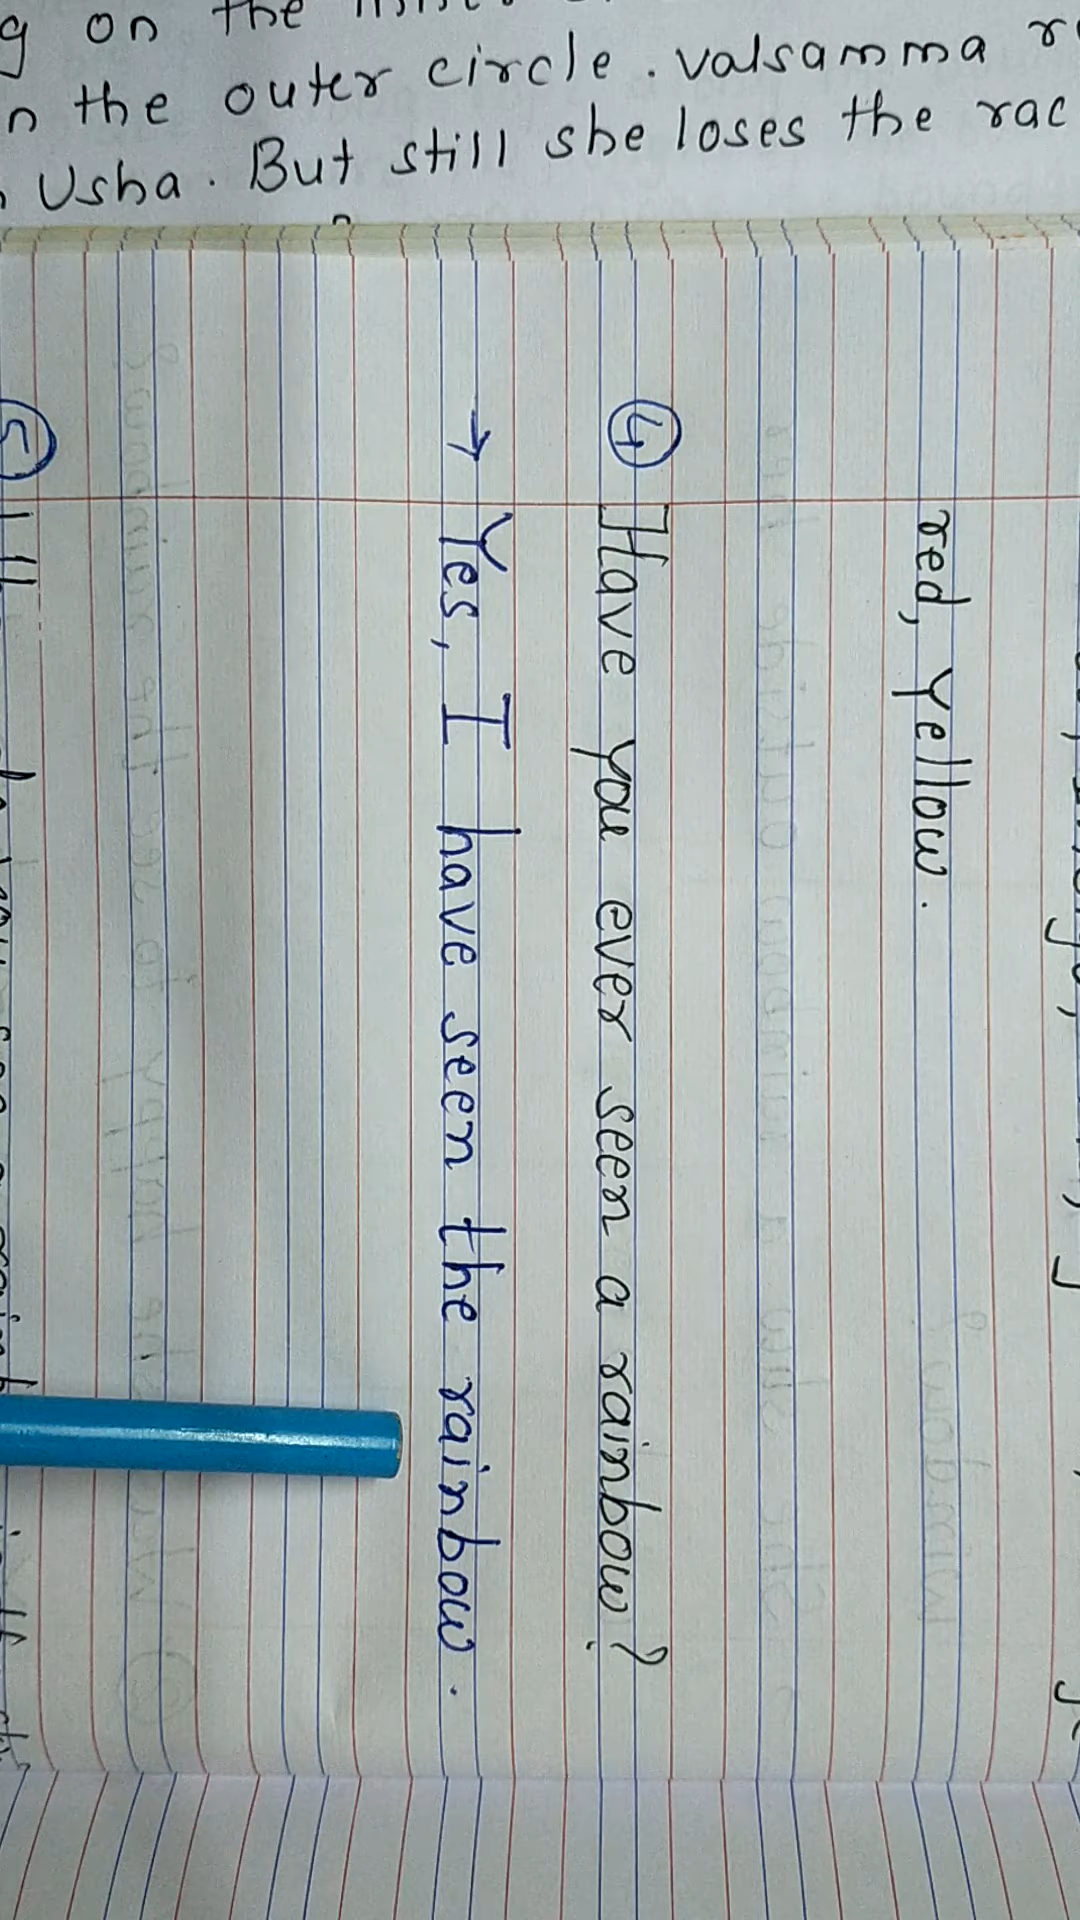 on the
n the outer circle. valsamma
Usha. But still she loses the
red, yellow.
④ Have you ever seen a rainbow?
→ Yes, I have seen the rainbow.
⑤